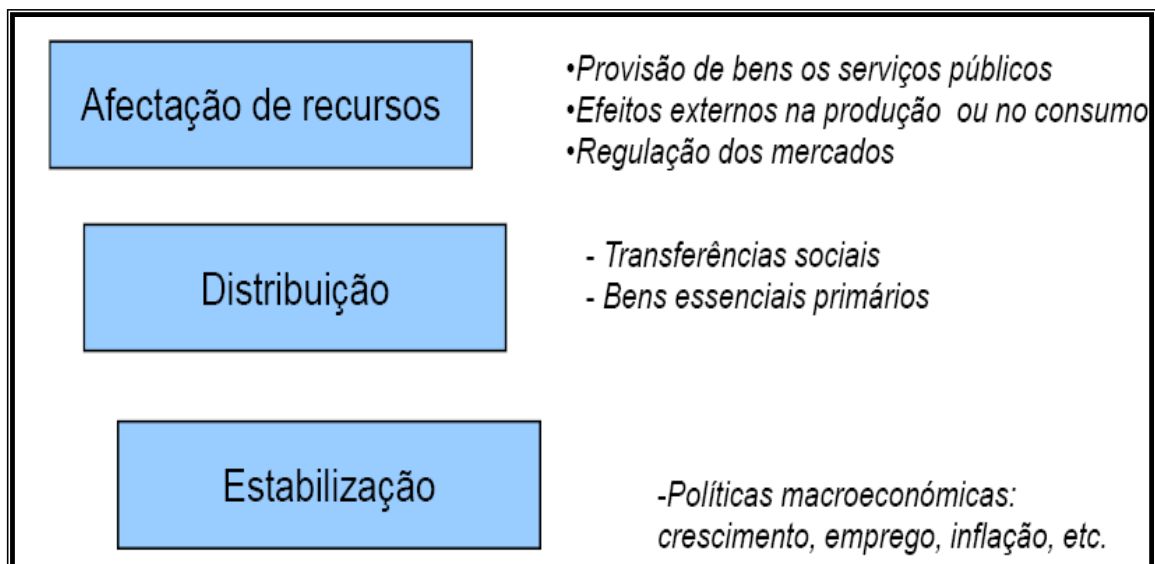 Afectação de recursos
•Provisão de bens os serviços públicos
•Efeitos externos na produção ou no consumo
•Regulação dos mercados
Distribuição
- Transferências sociais
- Bens essenciais primários
Estabilização
-Políticas macroeconómicas:
crescimento, emprego, inflação, etc.